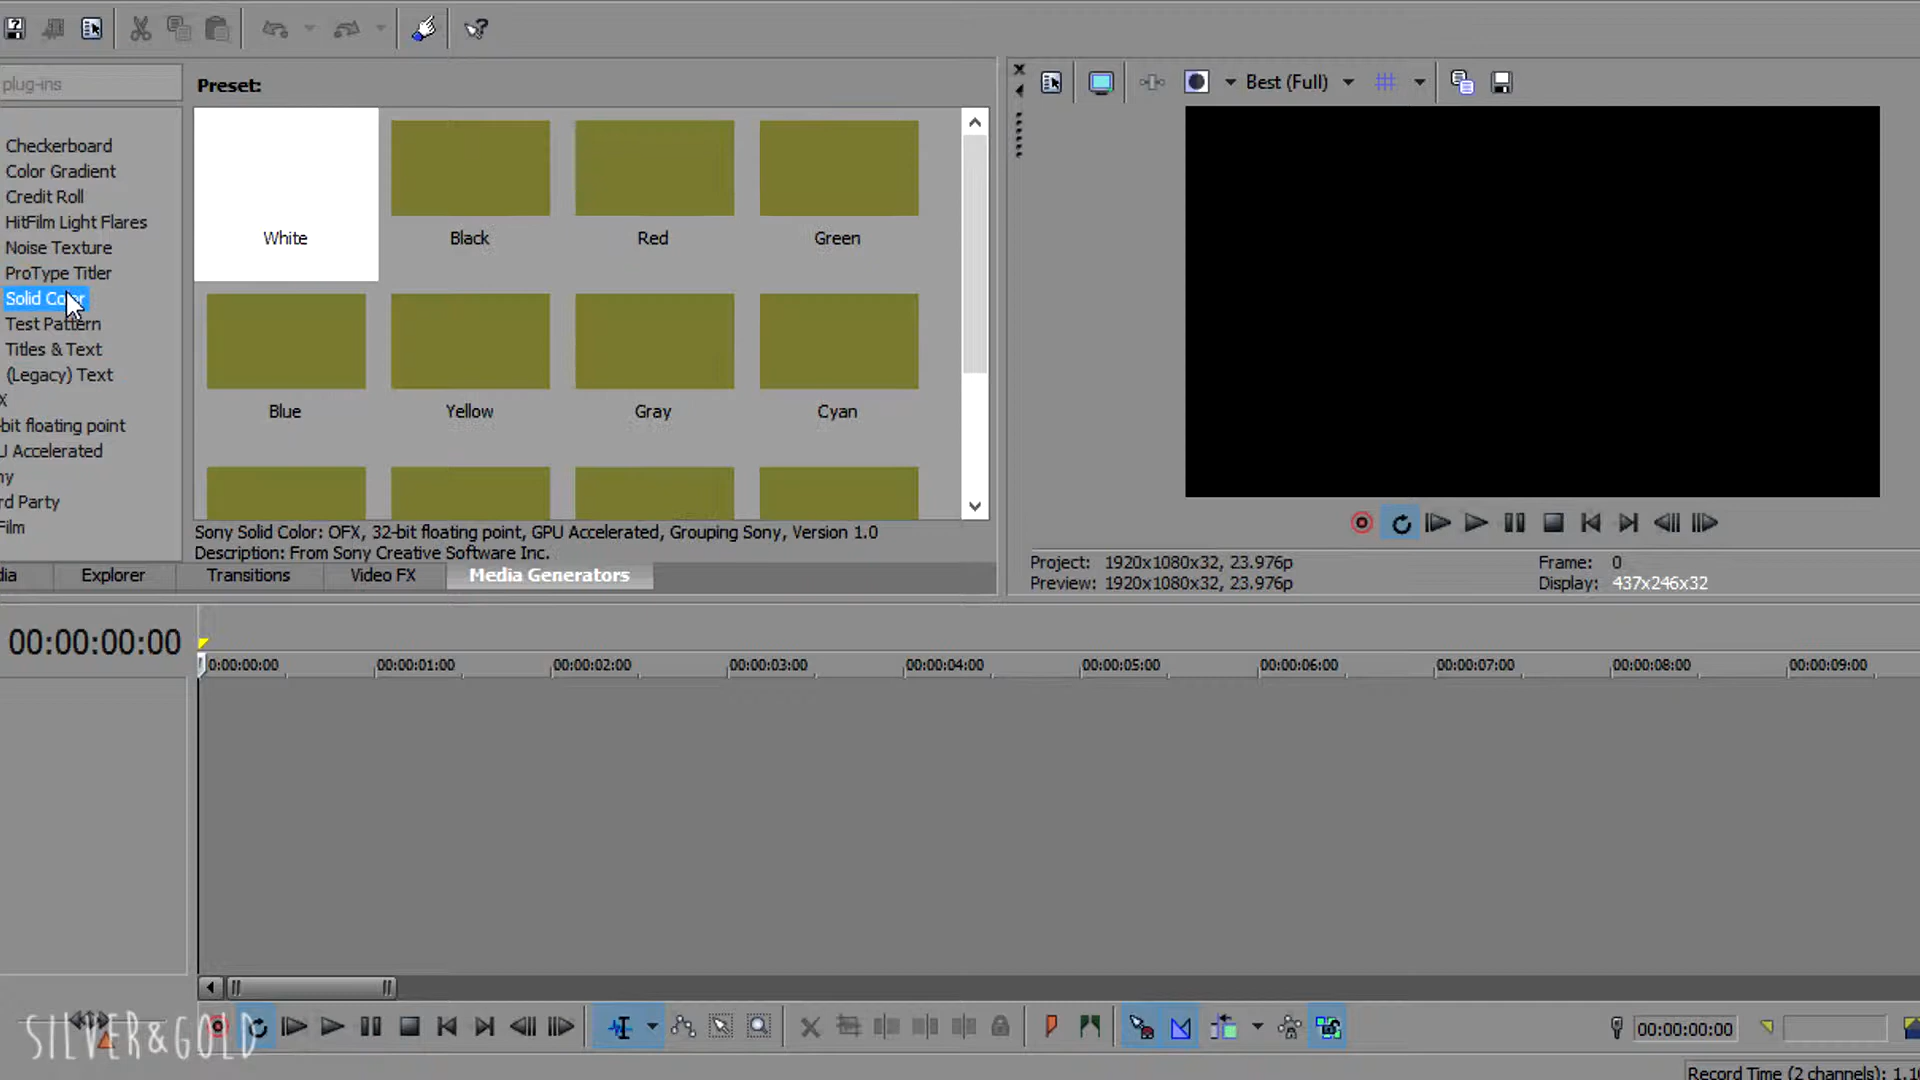 plug-ins
Preset:
Best (Full)
Checkerboard
Color Gradient
Credit Roll
HitFilm Light Flares
Noise Texture
ProType Titler
Solid Color
Test Pattern
Titles & Text
(Legacy) Text
X
-bit floating point
U Accelerated
ny
rd Party
Film
White
Black
Red
Green
Blue
Yellow
Gray
Cyan
Sony Solid Color: OFX, 32-bit floating point, GPU Accelerated, Grouping Sony, Version 1.0
Description: From Sony Creative Software Inc.
dia
Explorer
Transitions
Video FX
Media Generators
Project: 1920x1080x32, 23.976p
Frame: 0
Preview: 1920x1080x32, 23.976p
Display: 437x246x32
00:00:00:00
0:00:00:00
00:00:01:00
00:00:02:00
00:00:03:00
00:00:04:00
00:00:05:00
00:00:06:00
00:00:07:00
00:00:08:00
00:00:09:00
SILVER&GOLD
00:00:00:00
Record Time (2 channels): 1,1